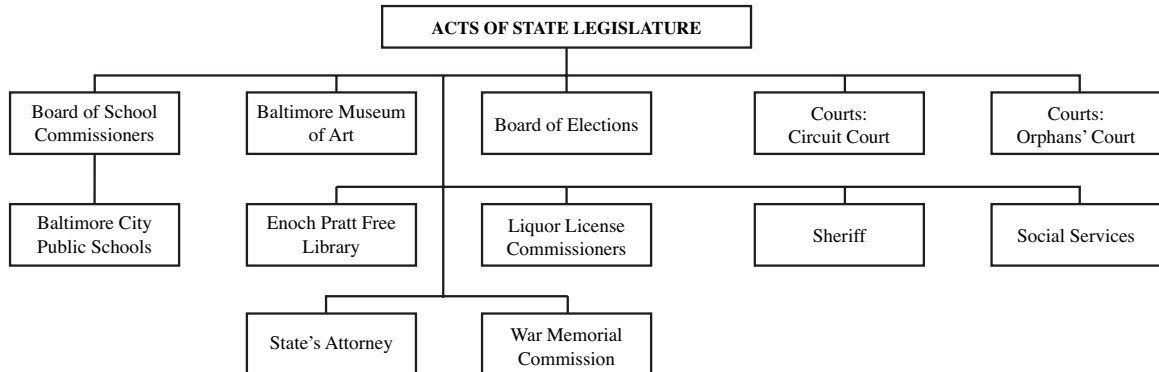 ACTS OF STATE LEGISLATURE
Board of School
Commissioners
Baltimore Museum
of Art
Board of Elections
Courts:
Circuit Court
Courts:
Orphans’ Court
Baltimore City
Public Schools
Enoch Pratt Free
Library
Liquor License
Commissioners
Sheriff
Social Services
State’s Attorney
War Memorial
Commission